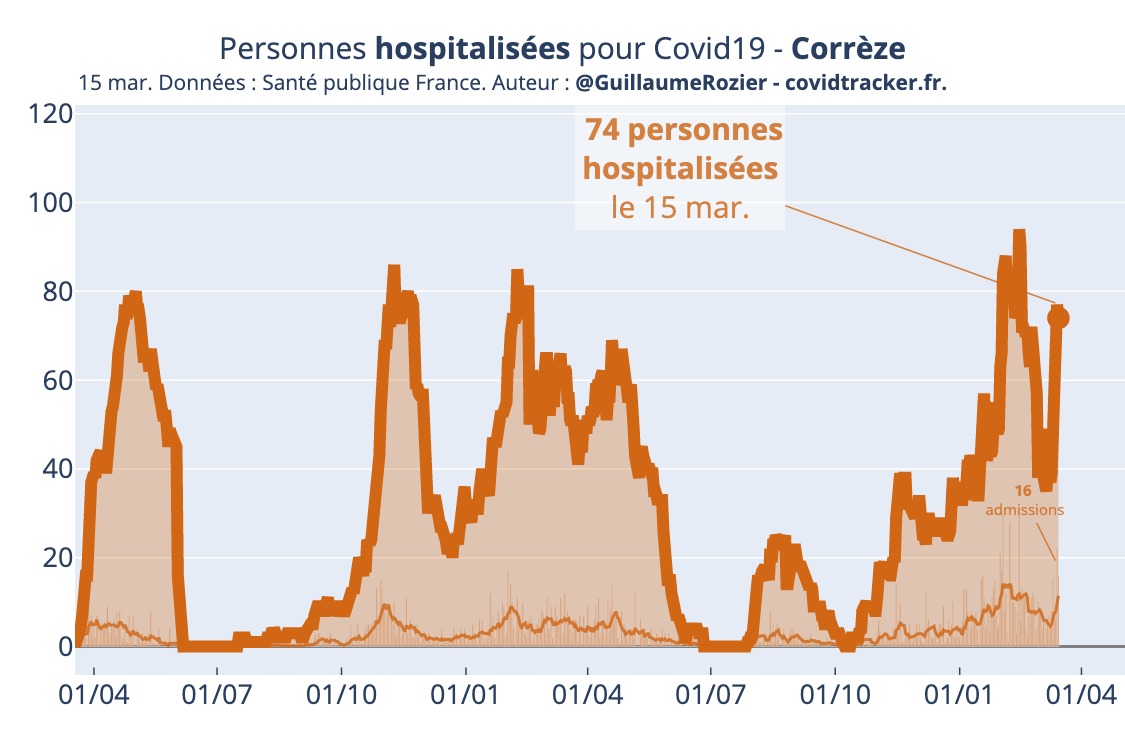 Personnes hospitalisées pour Covid19 - Corrèze
15 mar. Données : Santé publique France. Auteur : @GuillaumeRozier - covidtracker.fr.
120
74 personnes
hospitalisées
le 15 mar.
100
80
60
40
16
admissions
20
0
01/04 01/07 01/10 01/01 01/04 01/07 01/10 01/01 01/04